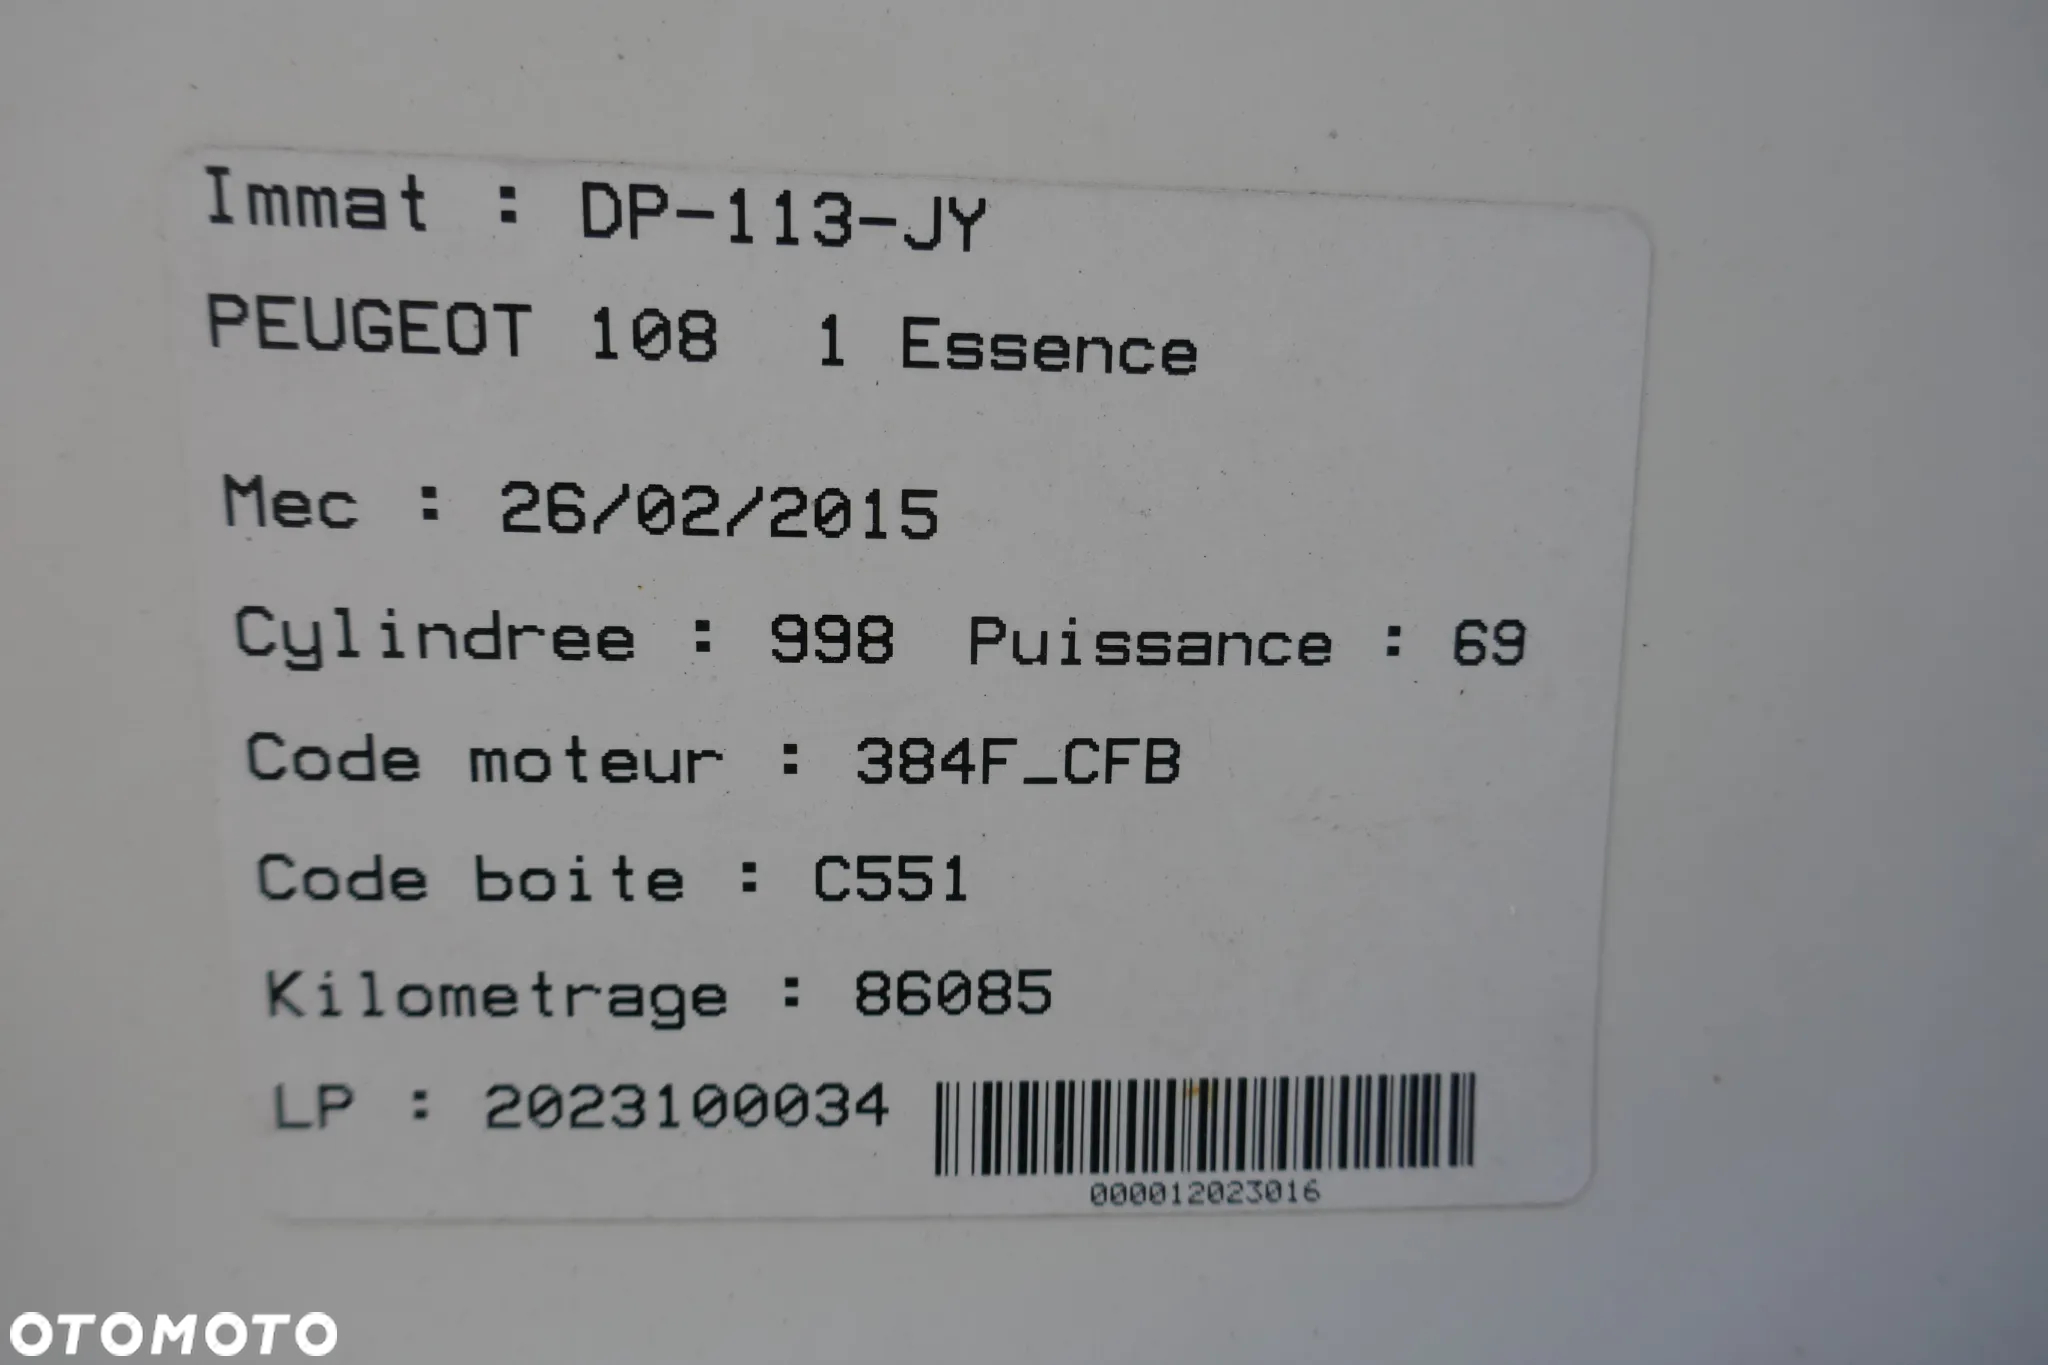 Immat : DP-113-JY
PEUGEOT 108 1 Essence
Mec : 26/02/2015
Cylindree : 998 Puissance : 69
Code moteur : 384F_CFB
Code boite : C551
Kilometrage : 86085
LP : 2023100034
000012023016
OTOMOTO